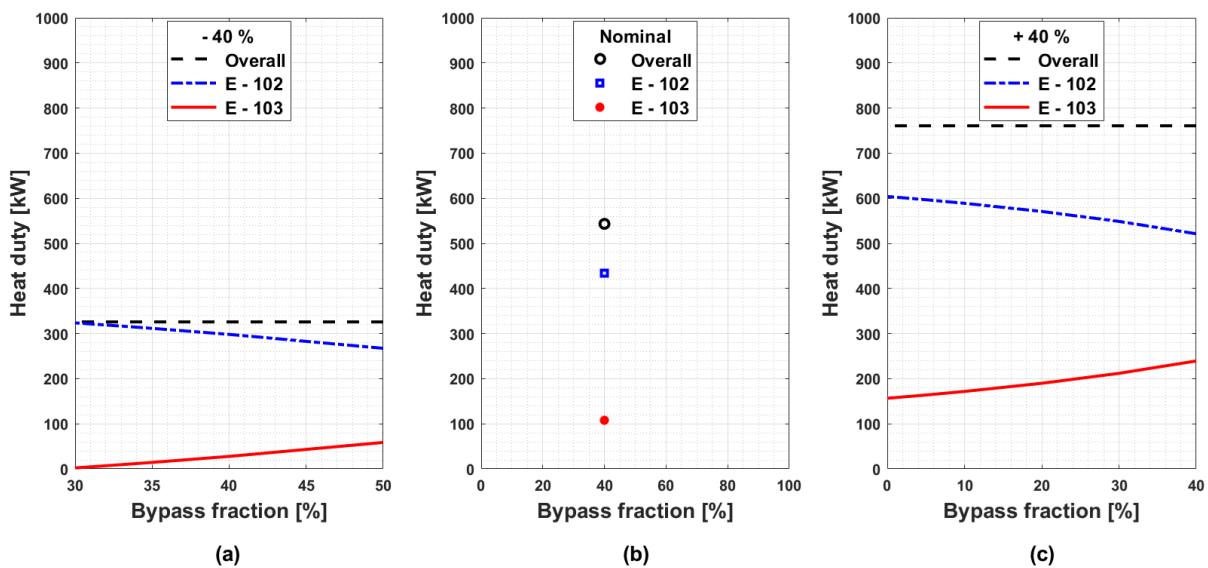 1000
900
800
700
600
500
400
300
200
100
0
Heat duty [kW]
- 40 %
Overall
E - 102
E - 103
30 35 40 45 50
Bypass fraction [%]
(a)
1000
900
800
700
600
500
400
300
200
100
0
Heat duty [kW]
Nominal
Overall
E - 102
E - 103
0 20 40 60 80 100
Bypass fraction [%]
(b)
1000
900
800
700
600
500
400
300
200
100
0
Heat duty [kW]
+ 40 %
Overall
E - 102
E - 103
0 10 20 30 40
Bypass fraction [%]
(c)